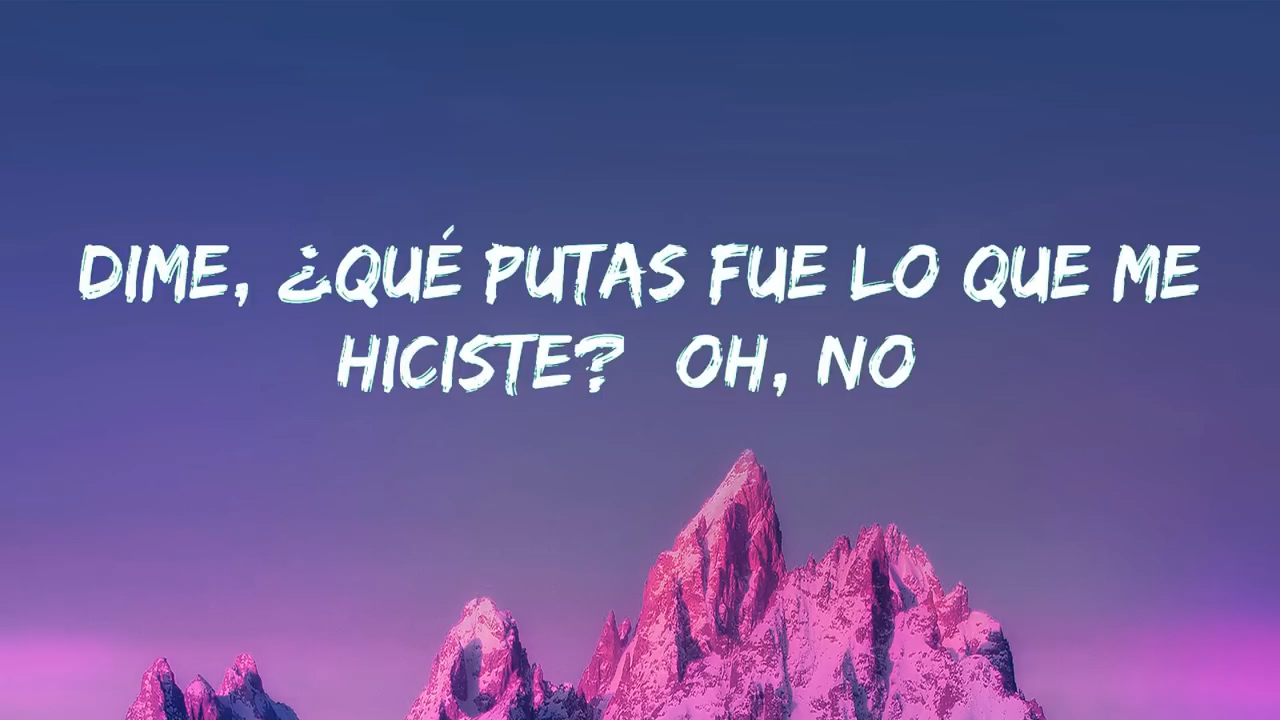 DIME, ¿QUÉ PUTAS FUE LO QUE ME
HICISTE? OH, NO